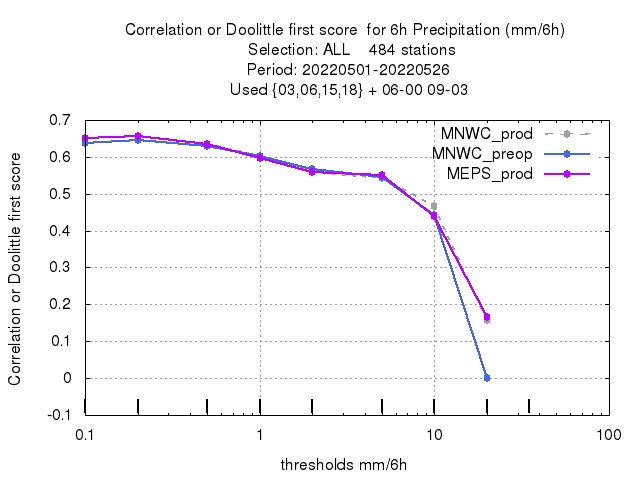 Correlation or Doolittle first score  for 6h Precipitation (mm/6h)
Selection: ALL    484 stations
Period: 20220501-20220526
Used {03,06,15,18} + 06-00 09-03
Correlation or Doolittle first score
0.7
0.6
0.5
0.4
0.3
0.2
0.1
0
-0.1
MNWC_prod
MNWC_preop
MEPS_prod
0.1
1
10
100
thresholds mm/6h